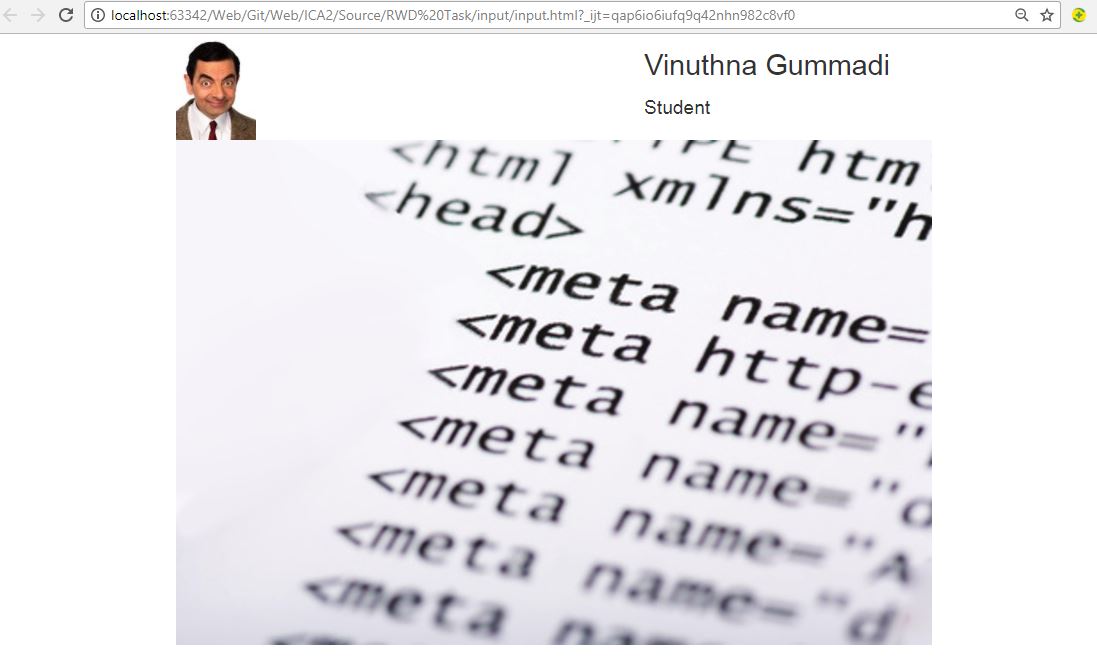 localhost:63342/Web/Git/Web/ICA2/Source/RWD%20Task/input/input.html?_ijt=qap6io6iufq9q42nhn982c8vf0
Vinuthna Gummadi
Student
<html xmlns="h
<head>
<meta name=
<meta http-e
<meta name="
<meta name="d
<meta name="A
<meta name="d
<meta name